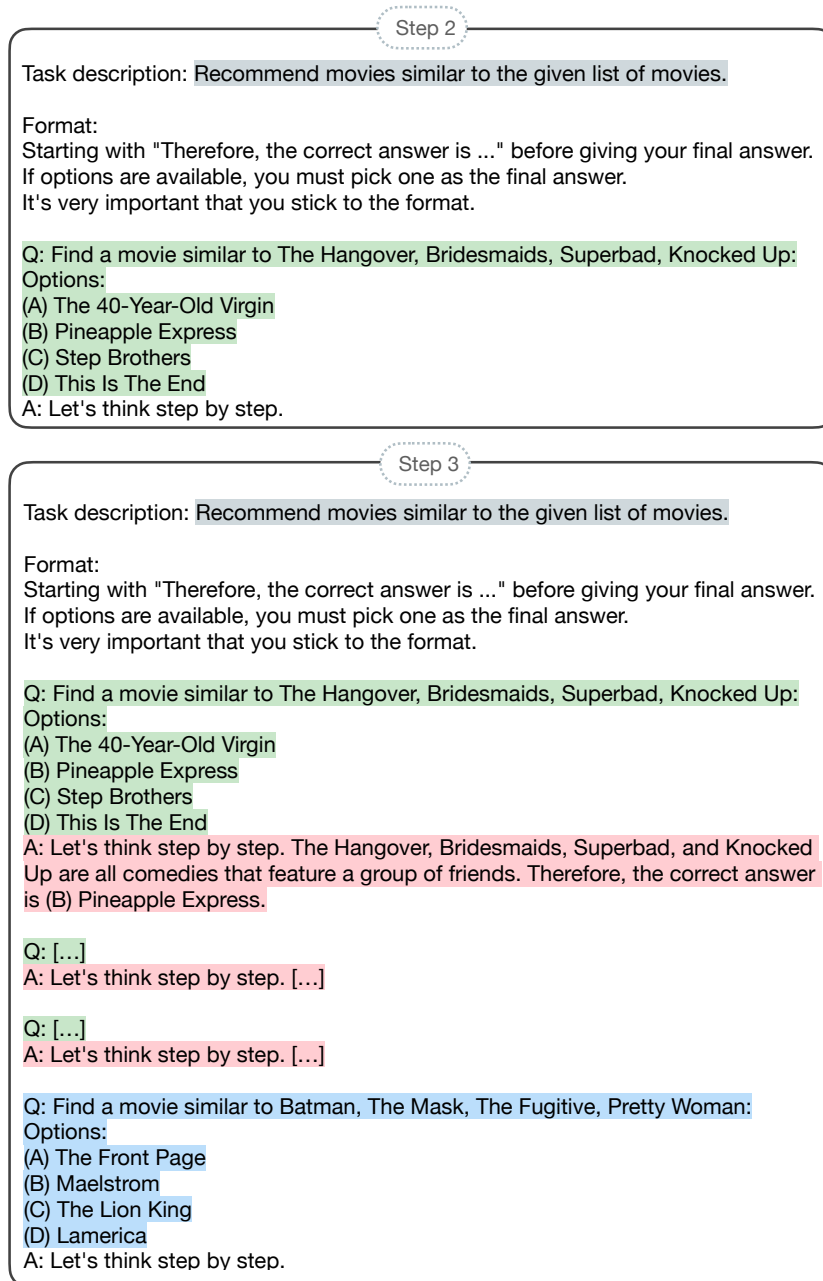 Step 2
Task description: Recommend movies similar to the given list of movies.
Format:
Starting with "Therefore, the correct answer is ..." before giving your final answer.
If options are available, you must pick one as the final answer.
It's very important that you stick to the format.
Q: Find a movie similar to The Hangover, Bridesmaids, Superbad, Knocked Up:
Options:
(A) The 40-Year-Old Virgin
(B) Pineapple Express
(C) Step Brothers
(D) This Is The End
A: Let's think step by step.
Step 3
Task description: Recommend movies similar to the given list of movies.
Format:
Starting with "Therefore, the correct answer is ..." before giving your final answer.
If options are available, you must pick one as the final answer.
It's very important that you stick to the format.
Q: Find a movie similar to The Hangover, Bridesmaids, Superbad, Knocked Up:
Options:
(A) The 40-Year-Old Virgin
(B) Pineapple Express
(C) Step Brothers
(D) This Is The End
A: Let's think step by step. The Hangover, Bridesmaids, Superbad, and Knocked
Up are all comedies that feature a group of friends. Therefore, the correct answer
is (B) Pineapple Express.
Q: […]
A: Let's think step by step. […]
Q: […]
A: Let's think step by step. […]
Q: Find a movie similar to Batman, The Mask, The Fugitive, Pretty Woman:
Options:
(A) The Front Page
(B) Maelstrom
(C) The Lion King
(D) Lamerica
A: Let's think step by step.